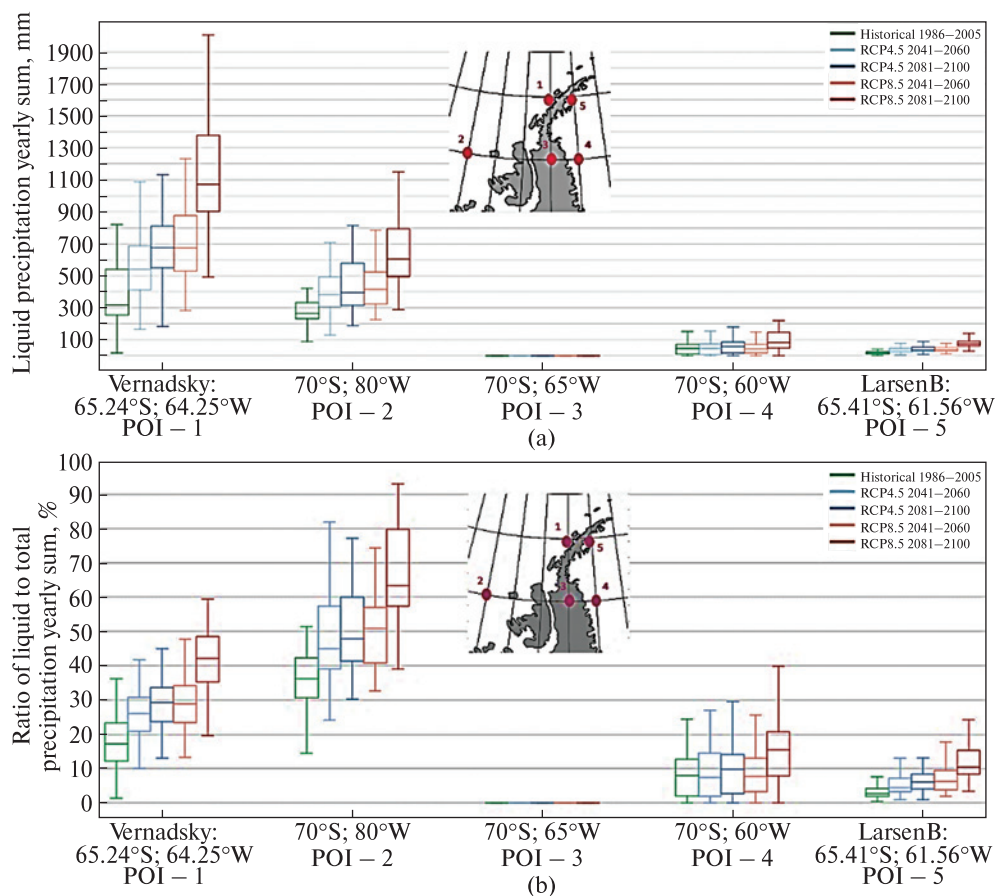 Liquid precipitation yearly sum, mm
1900
1700
1500
1300
1100
900
700
500
300
100
Historical 1986–2005
RCP4.5 2041–2060
RCP4.5 2081–2100
RCP8.5 2041–2060
RCP8.5 2081–2100
1
5
2
3
4
Vernadsky:
65.24°S; 64.25°W
POI – 1
70°S; 80°W
POI – 2
70°S; 65°W
POI – 3
70°S; 60°W
POI – 4
LarsenB:
65.41°S; 61.56°W
POI – 5
(a)
Ratio of liquid to total
precipitation yearly sum, %
100
90
80
70
60
50
40
30
20
10
0
Historical 1986–2005
RCP4.5 2041–2060
RCP4.5 2081–2100
RCP8.5 2041–2060
RCP8.5 2081–2100
1
5
2
3
4
Vernadsky:
65.24°S; 64.25°W
POI – 1
70°S; 80°W
POI – 2
70°S; 65°W
POI – 3
70°S; 60°W
POI – 4
LarsenB:
65.41°S; 61.56°W
POI – 5
(b)